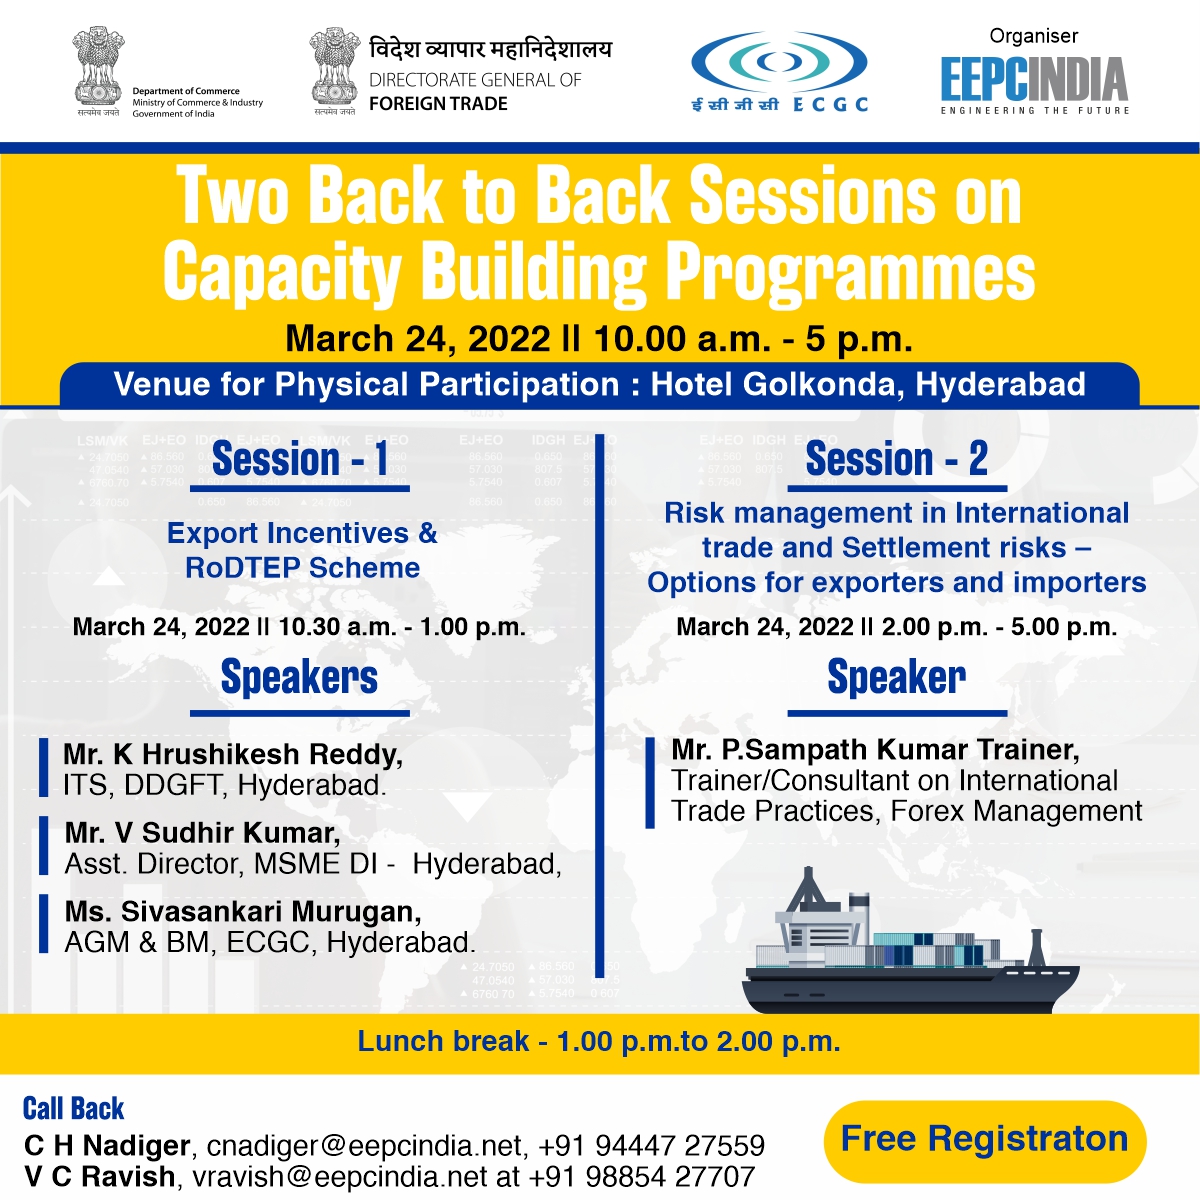 सत्यमेव जयते
Department of Commerce
Ministry of Commerce & Industry
Government of India
सत्यमेव जयते
विदेश व्यापार महानिदेशालय
DIRECTORATE GENERAL OF
FOREIGN TRADE
ई सी जी सी ECGC
Organiser
EEPCINDIA
ENGINEERING THE FUTURE
Two Back to Back Sessions on
Capacity Building Programmes
March 24, 2022 II 10.00 a.m. - 5 p.m.
Venue for Physical Participation : Hotel Golkonda, Hyderabad
Session - 1
Export Incentives &
RoDTEP Scheme
March 24, 2022 II 10.30 a.m. - 1.00 p.m.
Speakers
Mr. K Hrushikesh Reddy,
ITS, DDGFT, Hyderabad.
Mr. V Sudhir Kumar,
Asst. Director, MSME DI - Hyderabad,
Ms. Sivasankari Murugan,
AGM & BM, ECGC, Hyderabad.
Session - 2
Risk management in International
trade and Settlement risks –
Options for exporters and importers
March 24, 2022 II 2.00 p.m. - 5.00 p.m.
Speaker
Mr. P.Sampath Kumar Trainer,
Trainer/Consultant on International
Trade Practices, Forex Management
Lunch break - 1.00 p.m.to 2.00 p.m.
Call Back
C H Nadiger, cnadiger@eepcindia.net, +91 94447 27559
V C Ravish, vravish@eepcindia.net at +91 98854 27707
Free Registraton